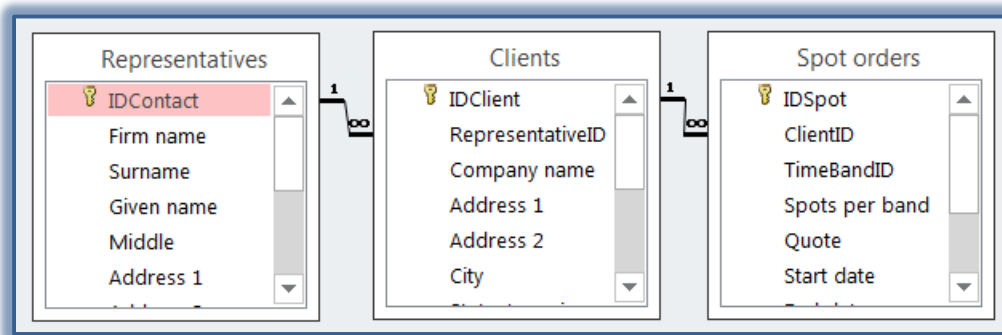 Representatives
IDContact
Firm name
Surname
Given name
Middle
Address 1
1
∞
Clients
IDClient
RepresentativeID
Company name
Address 1
Address 2
City
1
∞
Spot orders
IDSpot
ClientID
TimeBandID
Spots per band
Quote
Start date